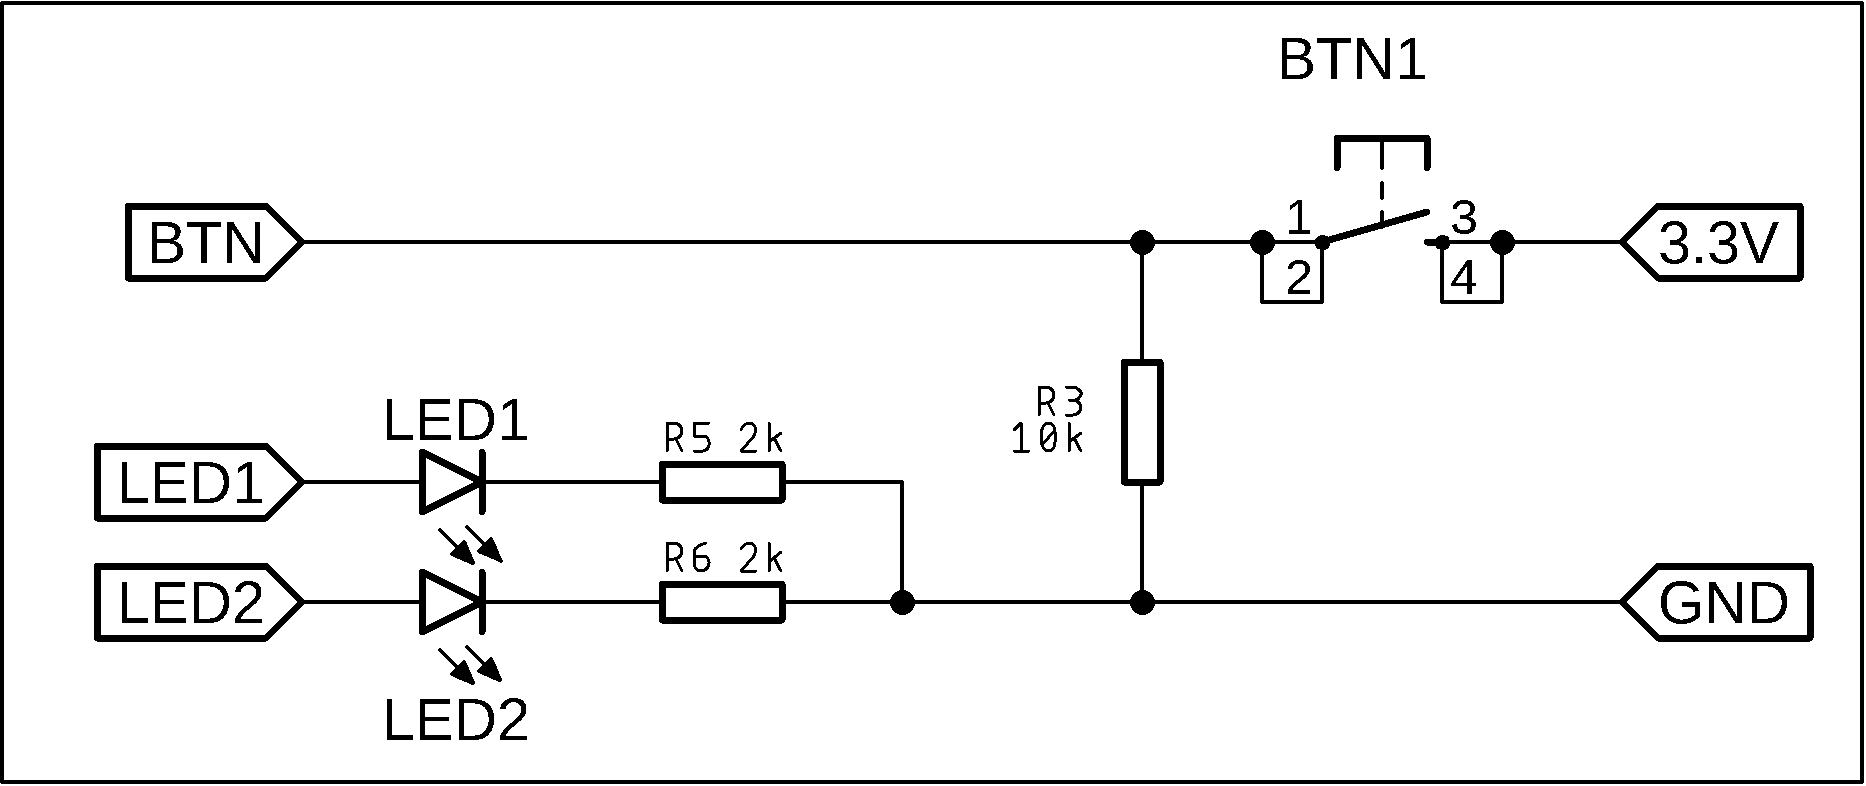 BTN1
BTN
1
3
3.3V
2
4
LED1
R3
10k
R5 2k
LED1
R6 2k
LED2
GND
LED2